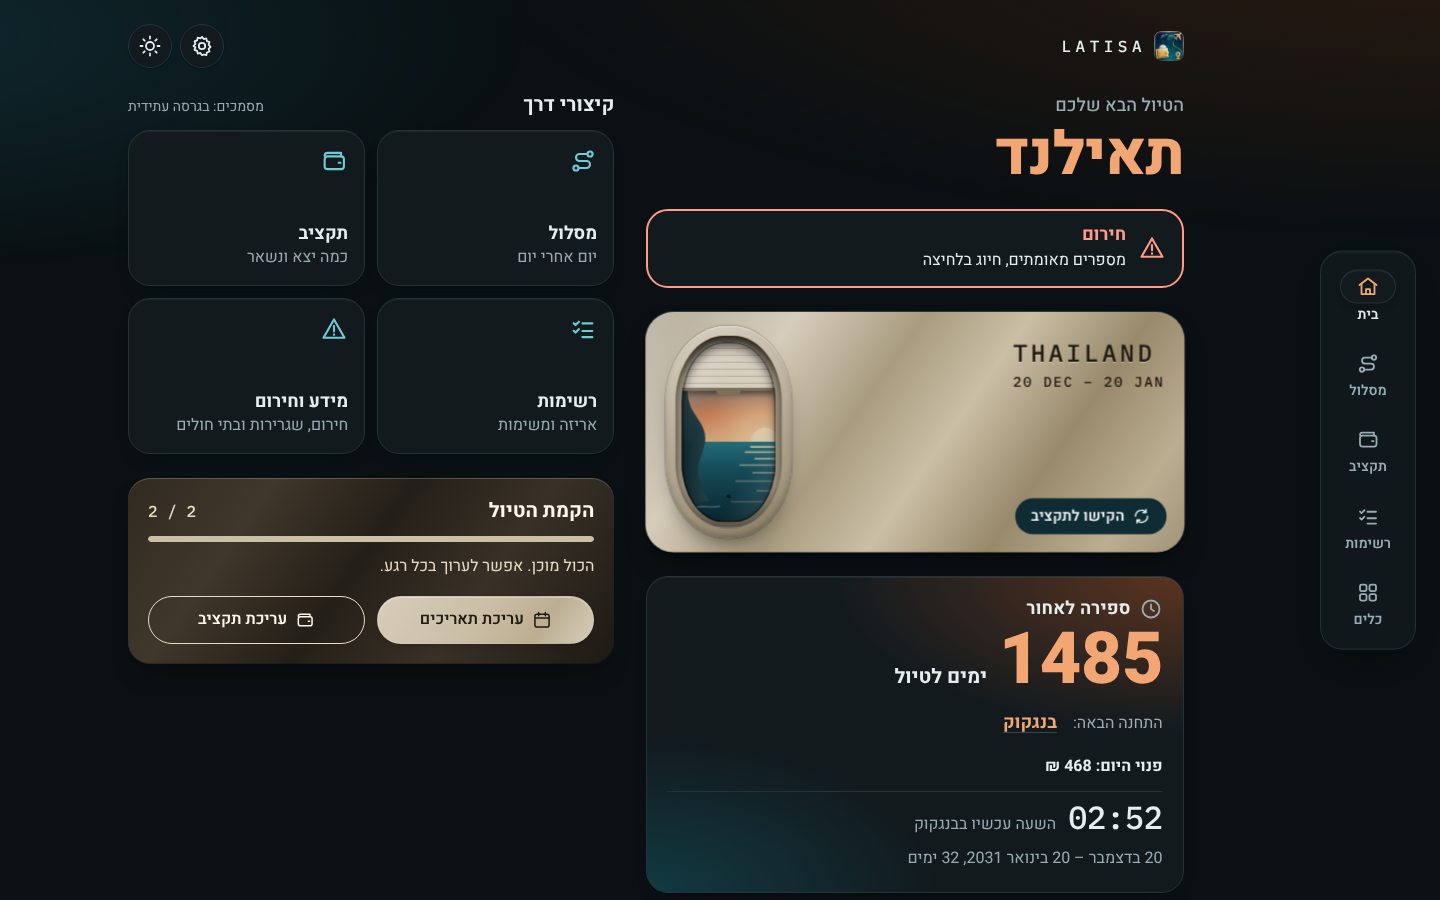 LATISA
הטיול הבא שלכם
תאילנד
חירום
מספרים מאומתים, חיוג בלחיצה
THAILAND
20 DEC – 20 JAN
הקישו לתקציב
ספירה לאחור
1485 ימים לטיול
התחנה הבאה: בנגקוק
פנוי היום: 468 ₪
02:52 השעה עכשיו בבנגקוק
20 בדצמבר – 20 בינואר 2031, 32 ימים
קיצורי דרך
מסמכים: בגרסה עתידית
מסלול
יום אחרי יום
תקציב
כמה יצא ונשאר
רשימות
אריזה ומשימות
מידע וחירום
חירום, שגרירות ובתי חולים
הקמת הטיול
2 / 2
הכול מוכן. אפשר לערוך בכל רגע.
עריכת תאריכים
עריכת תקציב
בית
מסלול
תקציב
רשימות
כלים